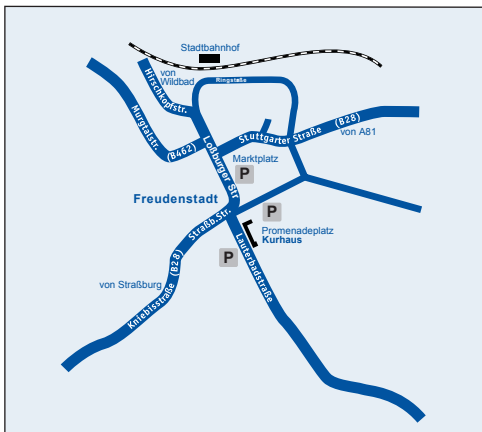 Stadtbahnhof
von
Wildbad
Hirschkopfstr.
Ringstaße
Murgtalstr.
(B462)
Loßburger Str
Stuttgarter Straße (B28)
von A81
Marktplatz
P
Freudenstadt
Straßb.Str.
P
Promenadeplatz
Kurhaus
P
Lauterbadstraße
von Straßburg
Kniebisstraße (B28)